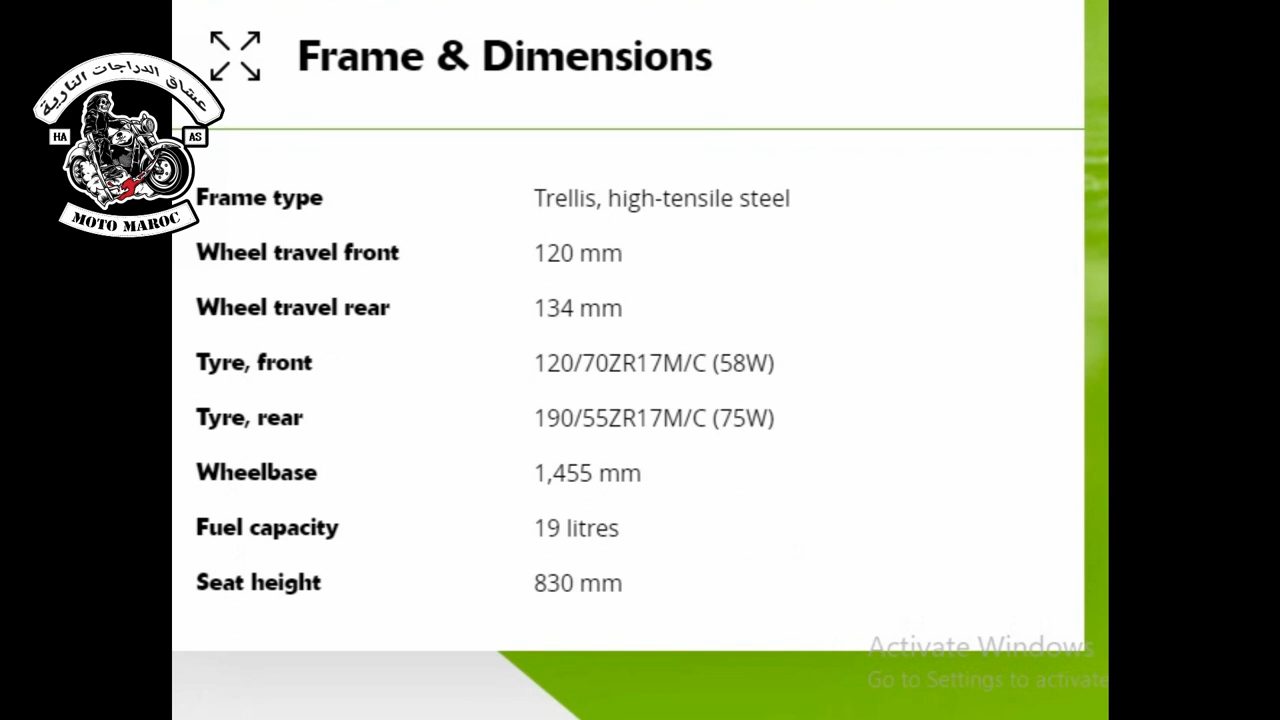 Frame & Dimensions
عشاق الدراجات النارية
HA AS
MOTO MAROC
Frame type Trellis, high-tensile steel
Wheel travel front 120 mm
Wheel travel rear 134 mm
Tyre, front 120/70ZR17M/C (58W)
Tyre, rear 190/55ZR17M/C (75W)
Wheelbase 1,455 mm
Fuel capacity 19 litres
Seat height 830 mm
Activate Windows
Go to Settings to activate